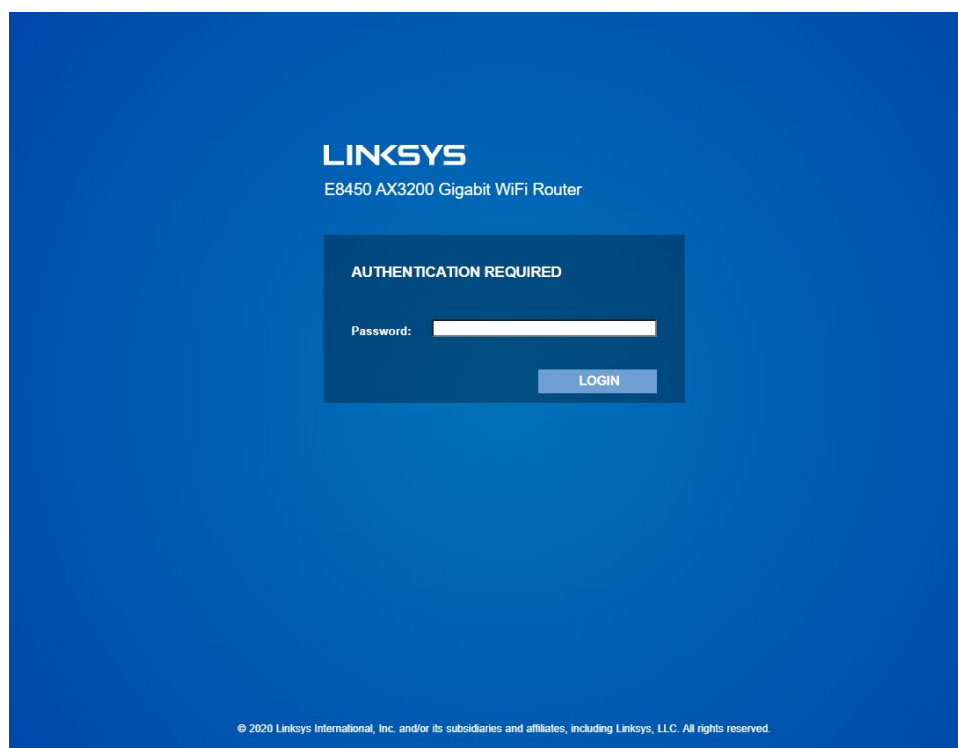 LINKSYS
E8450 AX3200 Gigabit WiFi Router
AUTHENTICATION REQUIRED
Password:
LOGIN
© 2020 Linksys International, Inc. and/or its subsidiaries and affiliates, including Linksys, LLC. All rights reserved.